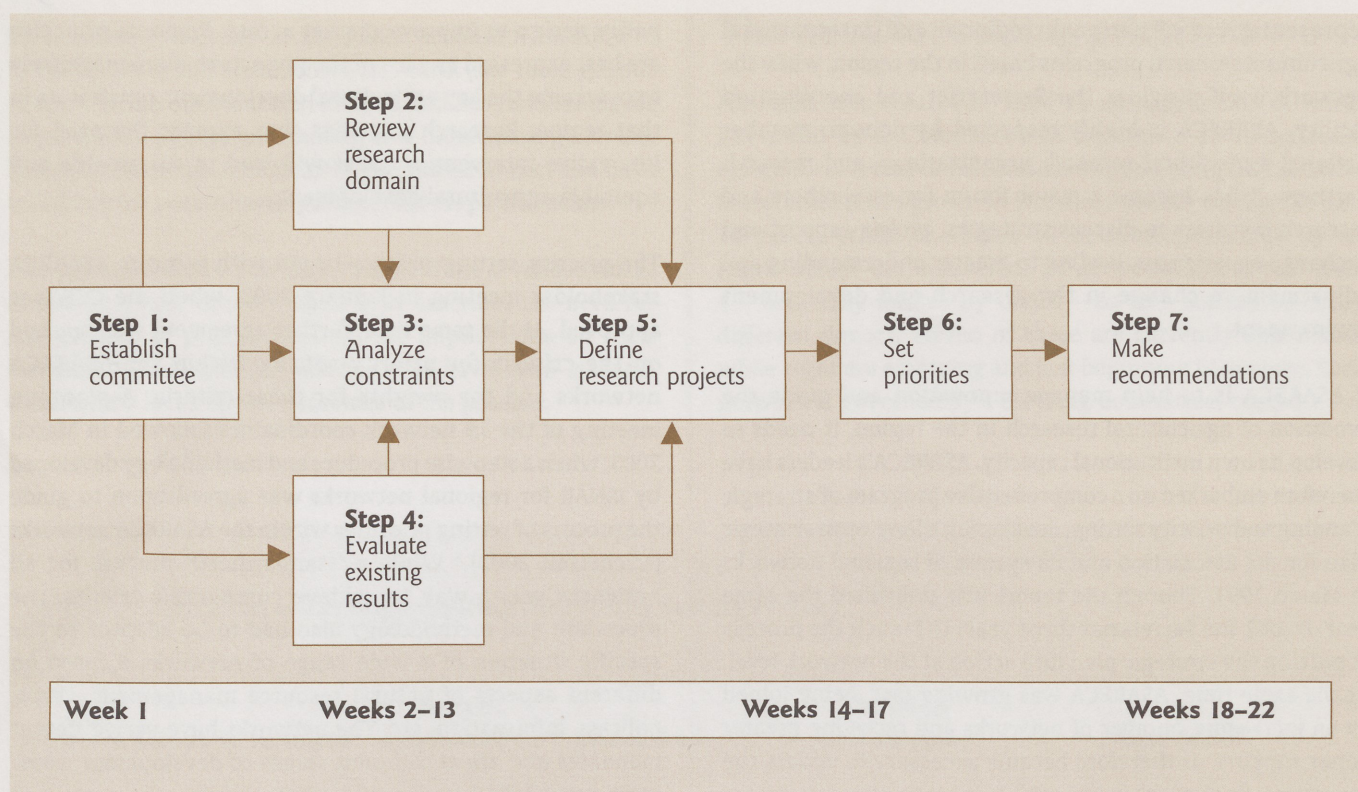 Step 2:
Review
research
domain
Step 1:
Establish
committee
Step 3:
Analyze
constraints
Step 5:
Define
research projects
Step 6:
Set
priorities
Step 7:
Make
recommendations
Step 4:
Evaluate
existing
results
Week 1
Weeks 2–13
Weeks 14–17
Weeks 18–22